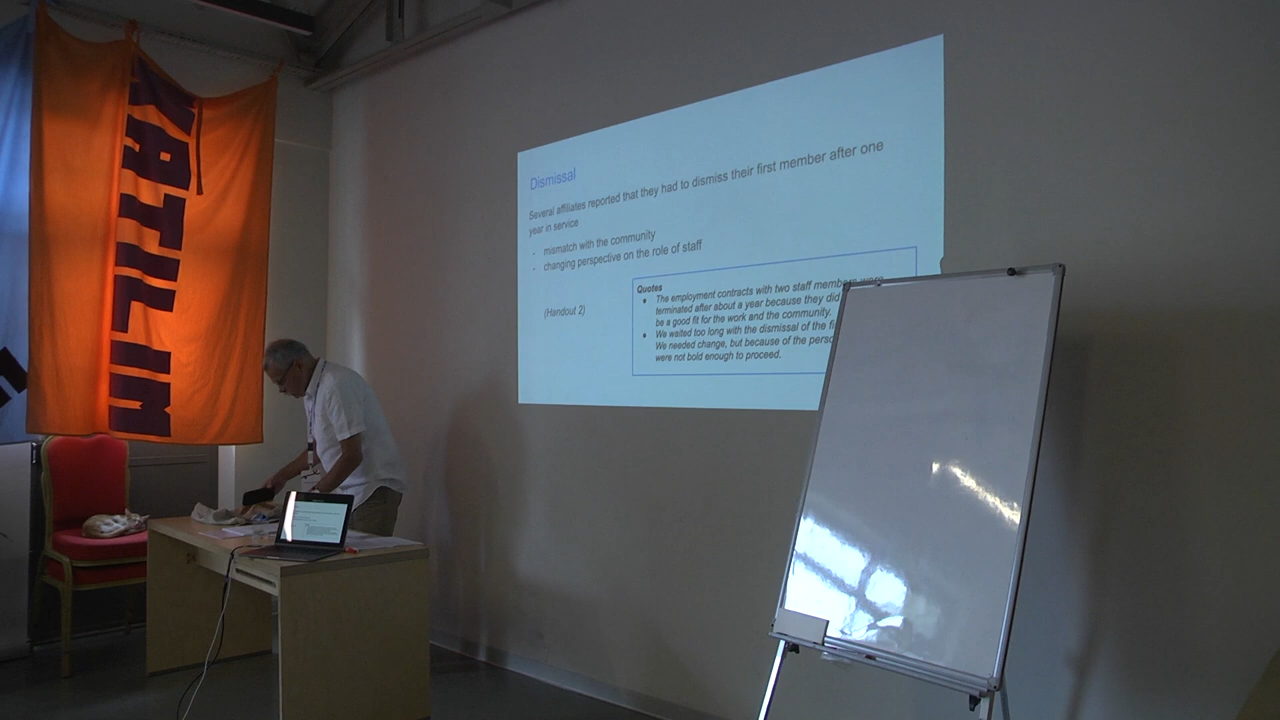 YATILIM
Dismissal
Several affiliates reported that they had to dismiss their first member after one
year in service
- mismatch with the community
- changing perspective on the role of staff
(Handout 2)
Quotes
• The employment contracts with two staff members were
terminated after about a year because they did
be a good fit for the work and the community.
• We waited too long with the dismissal of the
We needed change, but because of the
were not bold enough to proceed.